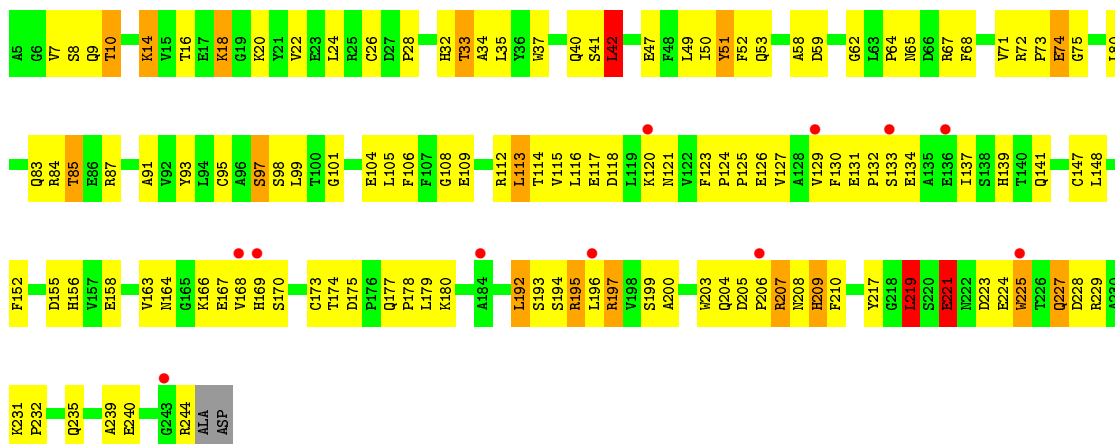 A5 G6 V7 S8 Q9 T10 K14 V15 T16 E17 K18 G19 K20 Y21 V22 E23 L24 R25 C26 D27 P28 H32 T33 A34 L35 Y36 W37 Q40 S41 L42 E47 F48 L49 I50 Y51 F52 Q53 A58 D59 G62 L63 P64 N65 D66 R67 F68 V71 R72 P73 E74 G75 L80
Q83 R84 T85 E86 R87 A91 V92 Y93 L94 C95 A96 S97 S98 L99 T100 G101 E104 L105 F106 F107 G108 E109 R112 L113 T114 V115 L116 E117 D118 L119 K120 N121 V122 F123 P124 P125 E126 V127 A128 V129 F130 E131 P132 S133 E134 A135 E136 I137 S138 H139 T140 Q141 C147 L148
F152 D155 H156 V157 E158 V163 N164 G165 K166 E167 V168 H169 S170 C173 T174 D175 P176 Q177 P178 L179 K180 A184 L192 S193 S194 R195 L196 R197 V198 S199 A200 W203 Q204 D205 P206 R207 N208 H209 F210 Y217 G218 L219 S220 E221 N222 D223 E224 W225 T226 Q227 D228 R229 A230
K231 P232 Q235 A239 E240 G243 R244 ALA ASP